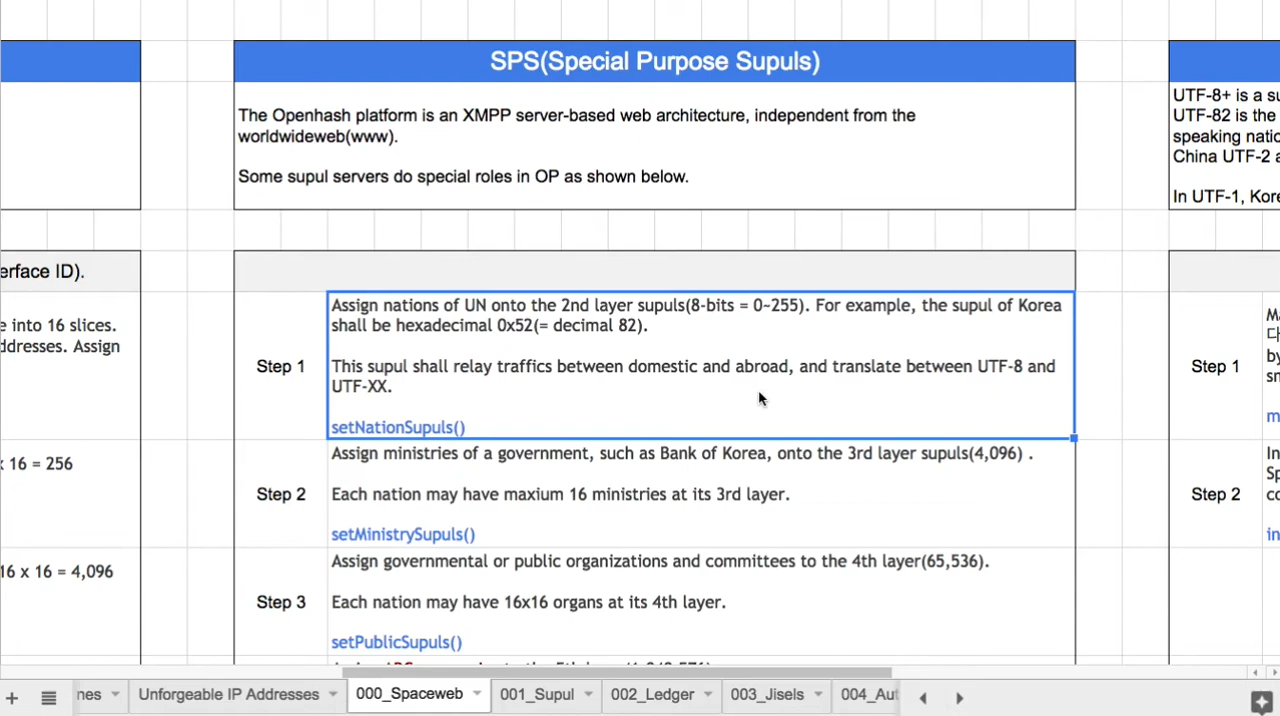 SPS(Special Purpose Supuls)
The Openhash platform is an XMPP server-based web architecture, independent from the
worldwideweb(www).
Some supul servers do special roles in OP as shown below.
UTF-8+ is a su
UTF-82 is the
speaking natio
China UTF-2 a
In UTF-1, Kore
erface ID).
e into 16 slices.
ddresses. Assign
x 16 = 256
16 x 16 = 4,096
Step 1
Assign nations of UN onto the 2nd layer supuls(8-bits = 0~255). For example, the supul of Korea
shall be hexadecimal 0x52(= decimal 82).
This supul shall relay traffics between domestic and abroad, and translate between UTF-8 and
UTF-XX.
setNationSupuls()
Step 2
Assign ministries of a government, such as Bank of Korea, onto the 3rd layer supuls(4,096) .
Each nation may have maxium 16 ministries at its 3rd layer.
setMinistrySupuls()
Step 3
Assign governmental or public organizations and committees to the 4th layer(65,536).
Each nation may have 16x16 organs at its 4th layer.
setPublicSupuls()
Step 1
Ma
by
sn
m
Step 2
In
Sp
co
in
nes
Unforgeable IP Addresses
000_Spaceweb
001_Supul
002_Ledger
003_Jisels
004_Aut